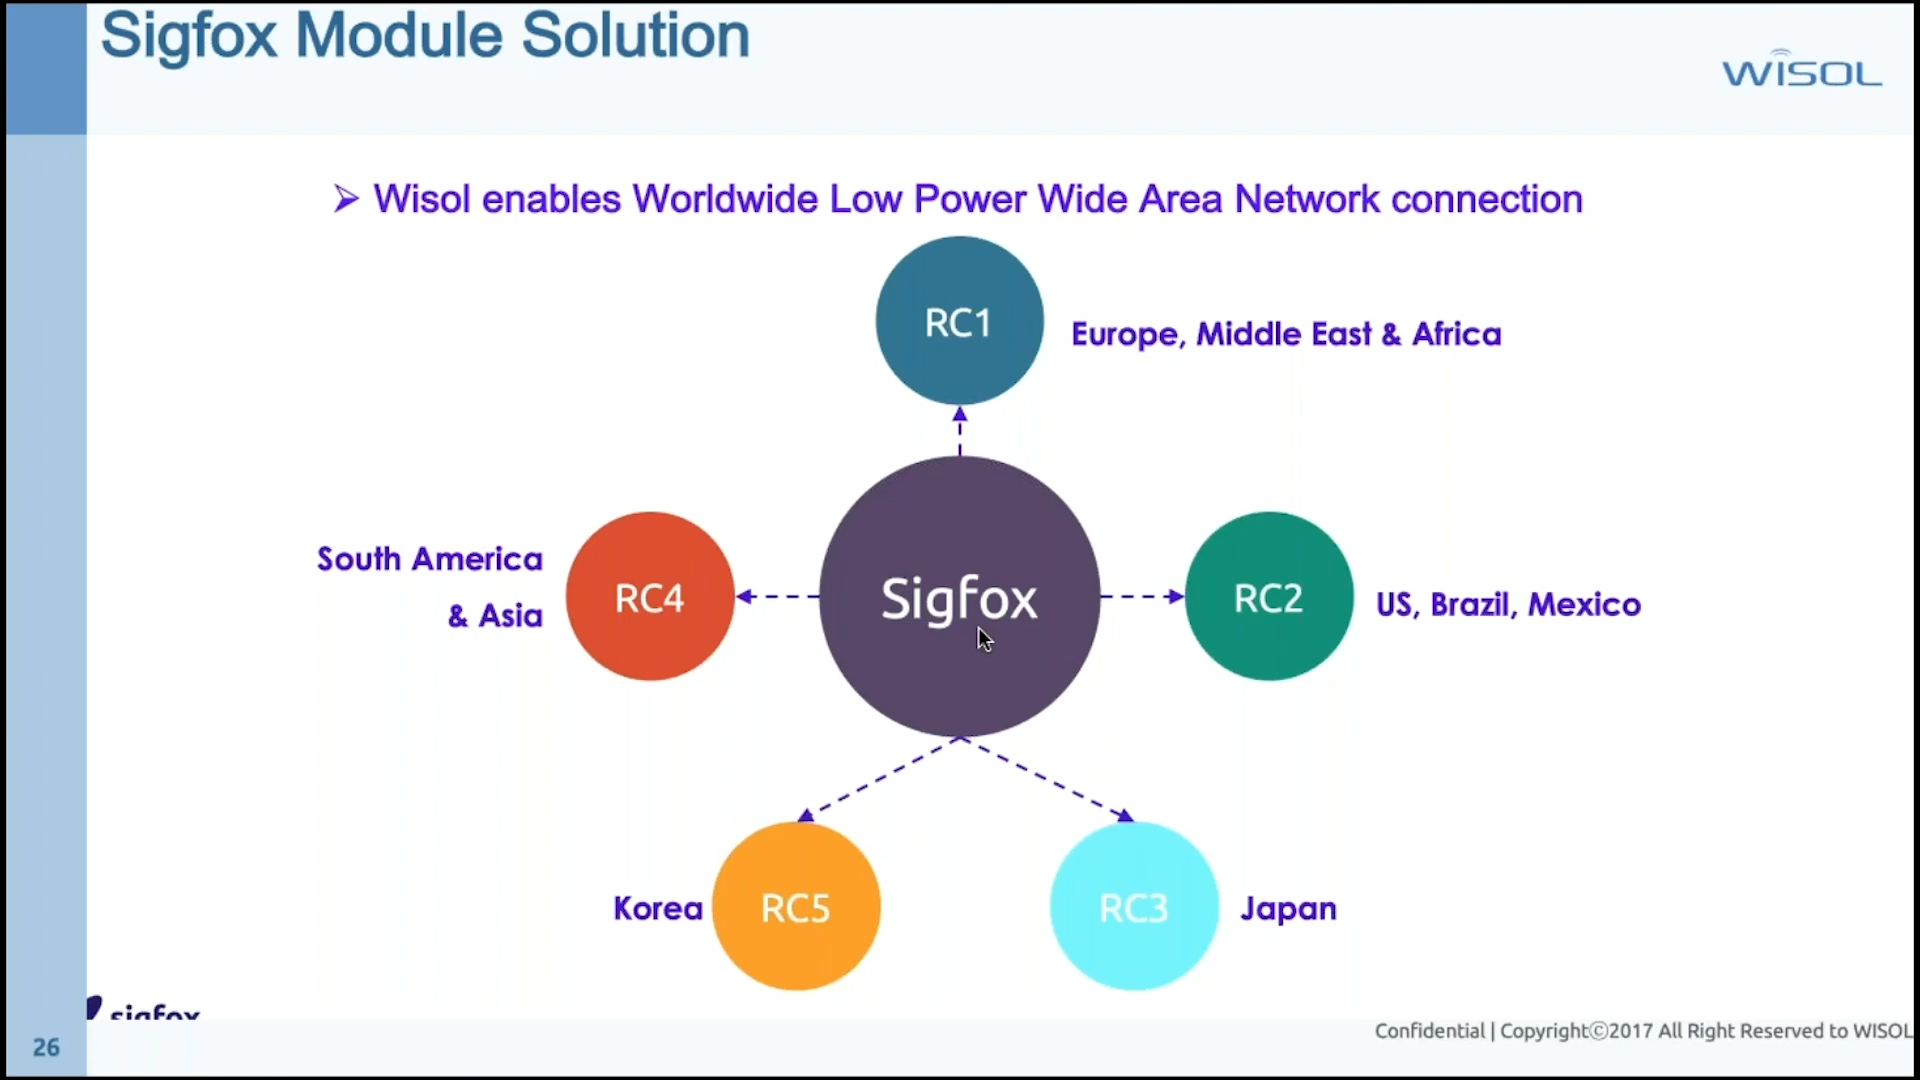 Sigfox Module Solution
WISOL
➢ Wisol enables Worldwide Low Power Wide Area Network connection
RC1
Europe, Middle East & Africa
South America
& Asia
RC4
Sigfox
RC2
US, Brazil, Mexico
Korea
RC5
RC3
Japan
sigfox
26
Confidential | Copyrightⓒ2017 All Right Reserved to WISOL